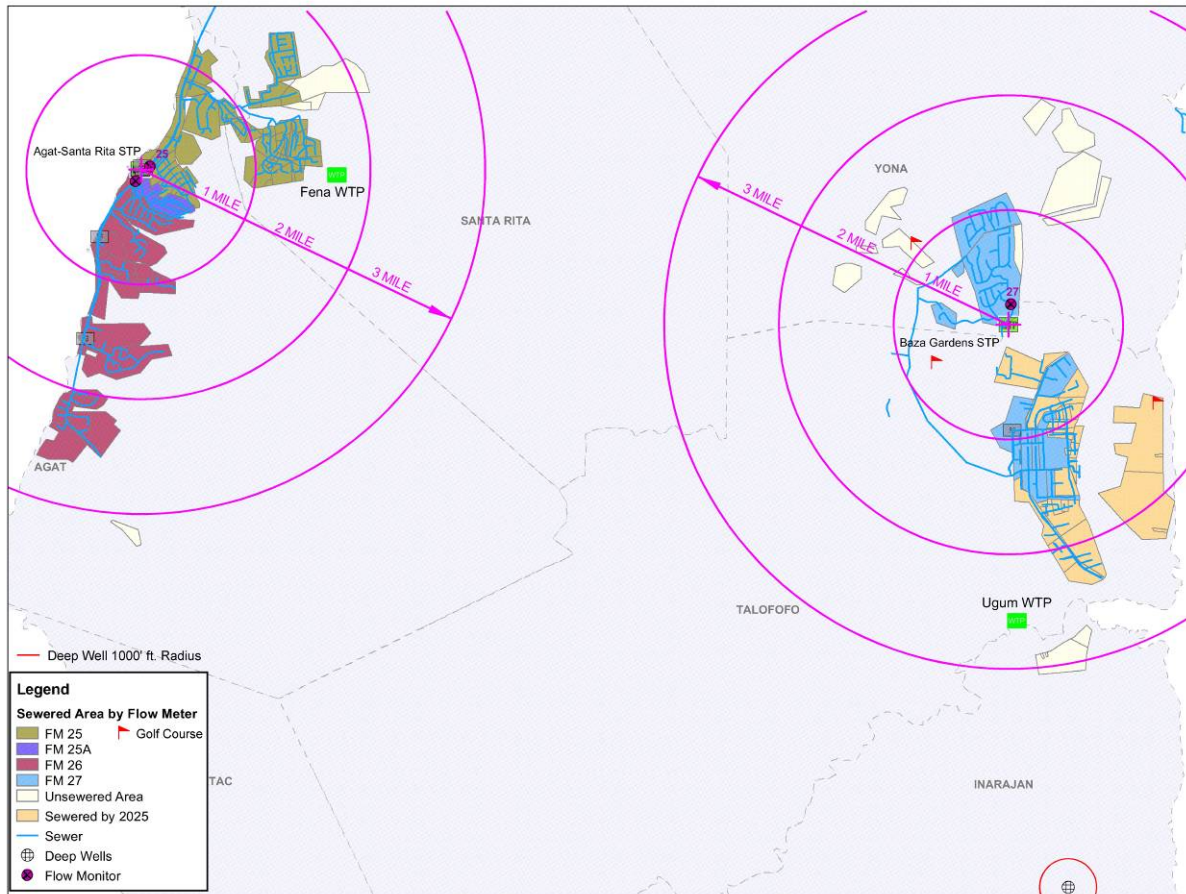 Agat-Santa Rita STP
25
1 MILE
2 MILE
3 MILE
WTP
Fena WTP
SANTA RITA
AGAT
YONA
3 MILE
2 MILE
1 MILE
27
Baza Gardens STP
TALOFOFO
Ugum WTP
WTP
INARAJAN
TAC
Deep Well 1000' ft. Radius
Legend
Sewered Area by Flow Meter
FM 25
Golf Course
FM 25A
FM 26
FM 27
Unsewered Area
Sewered by 2025
Sewer
Deep Wells
Flow Monitor